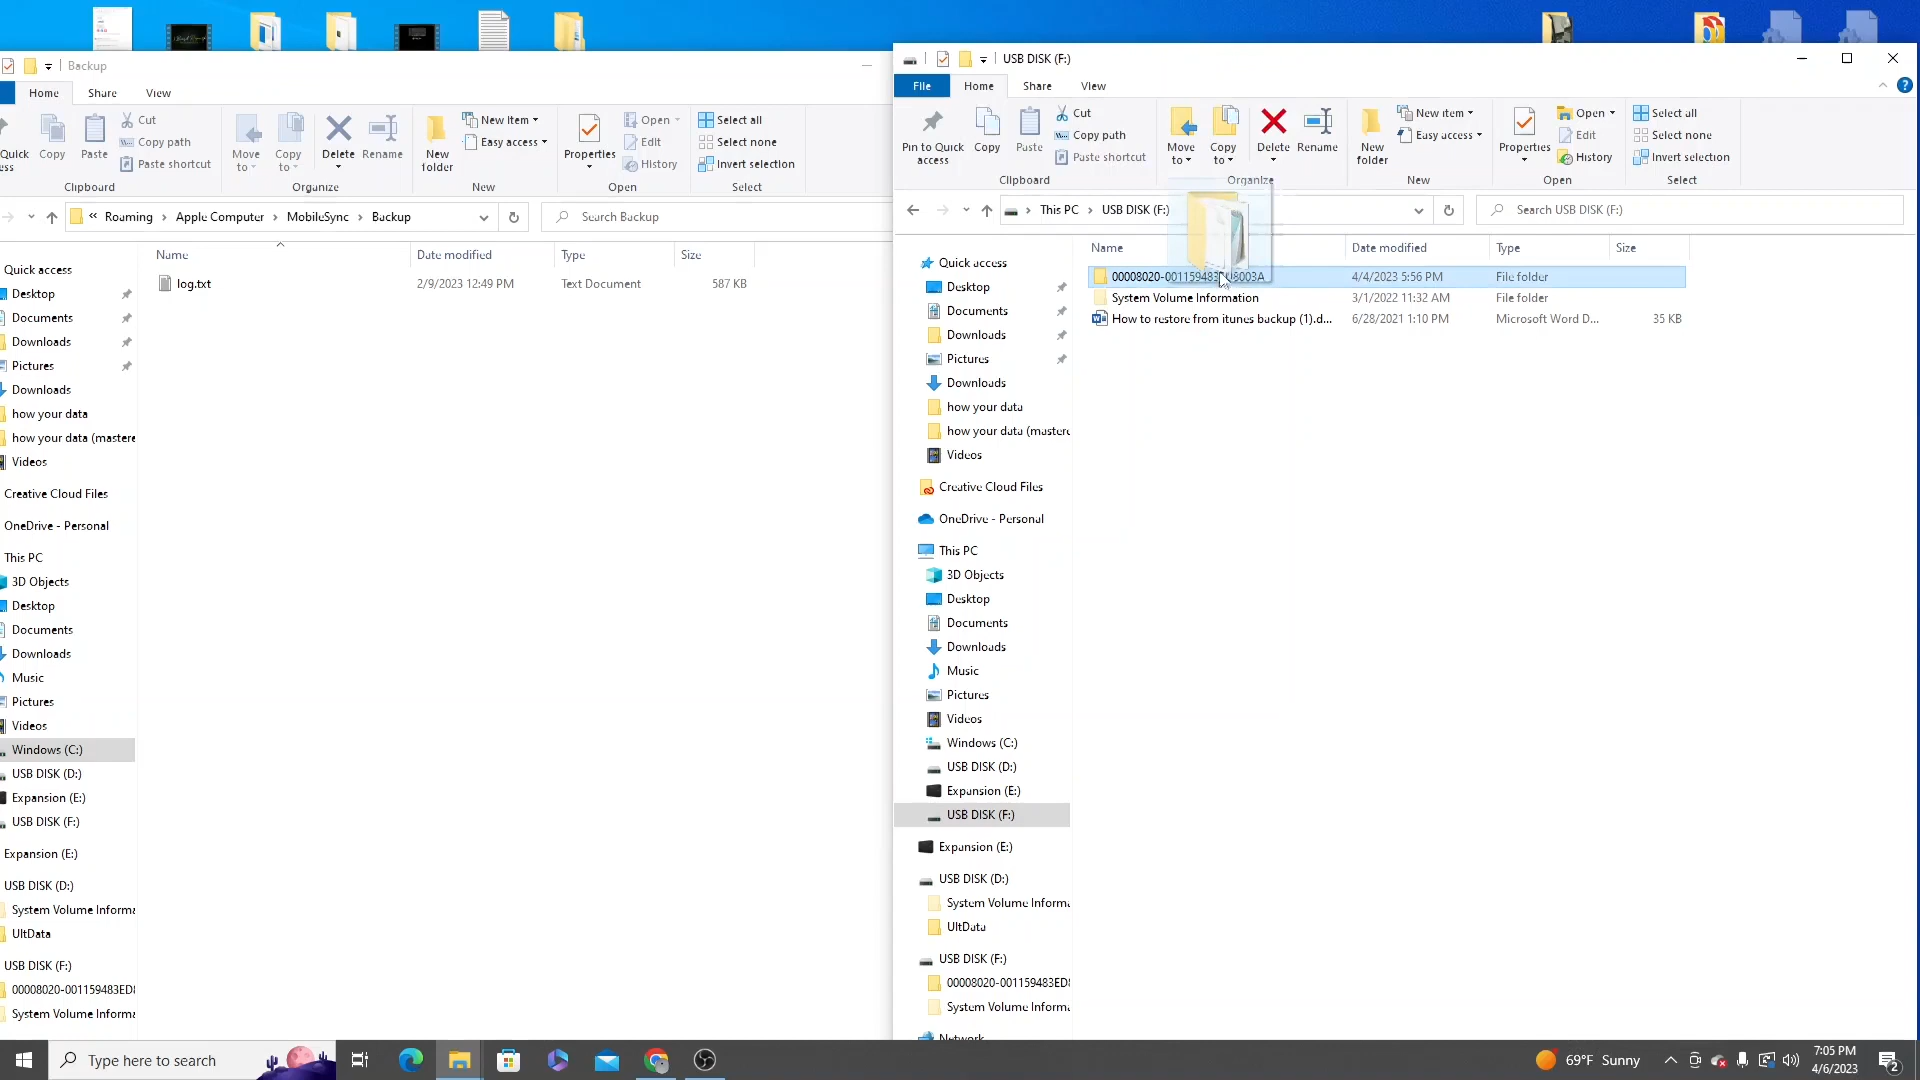 Backup
Home
Share
View
Cut
Copy path
Paste shortcut
Quick
ess
Copy
Paste
Clipboard
Move
to
Copy
to
Delete
Rename
Organize
New
folder
New item
Easy access
New
Properties
Open
Edit
History
Open
Select all
Select none
Invert selection
Select
« Roaming
Apple Computer
MobileSync
Backup
Search Backup
Name
Date modified
Type
Size
log.txt
2/9/2023 12:49 PM
Text Document
587 KB
Quick access
Desktop
Documents
Downloads
Pictures
Downloads
how your data
how your data (mastere
Videos
Creative Cloud Files
OneDrive - Personal
This PC
3D Objects
Desktop
Documents
Downloads
Music
Pictures
Videos
Windows (C:)
USB DISK (D:)
Expansion (E:)
USB DISK (F:)
Expansion (E:)
USB DISK (D:)
System Volume Informa
UltData
USB DISK (F:)
00008020-001159483ED8
System Volume Informa
USB DISK (F:)
File
Home
Share
View
?
Pin to Quick
access
Copy
Paste
Cut
Copy path
Paste shortcut
Clipboard
Move
to
Copy
to
Delete
Rename
Organize
New
folder
New item
Easy access
New
Properties
Open
Edit
History
Open
Select all
Select none
Invert selection
Select
This PC
USB DISK (F:)
Search USB DISK (F:)
Name
Date modified
Type
Size
4/4/2023 5:56 PM
File folder
System Volume Information
3/1/2022 11:32 AM
File folder
How to restore from itunes backup (1).d...
6/28/2021 1:10 PM
Microsoft Word D...
35 KB
Quick access
Desktop
Documents
Downloads
Pictures
Downloads
how your data
how your data (mastere
Videos
Creative Cloud Files
OneDrive - Personal
This PC
3D Objects
Desktop
Documents
Downloads
Music
Pictures
Videos
Windows (C:)
USB DISK (D:)
Expansion (E:)
USB DISK (F:)
Expansion (E:)
USB DISK (D:)
System Volume Informa
UltData
USB DISK (F:)
00008020-001159483ED8
System Volume Informa
Network
Type here to search
69°F Sunny
7:05 PM
4/6/2023
2